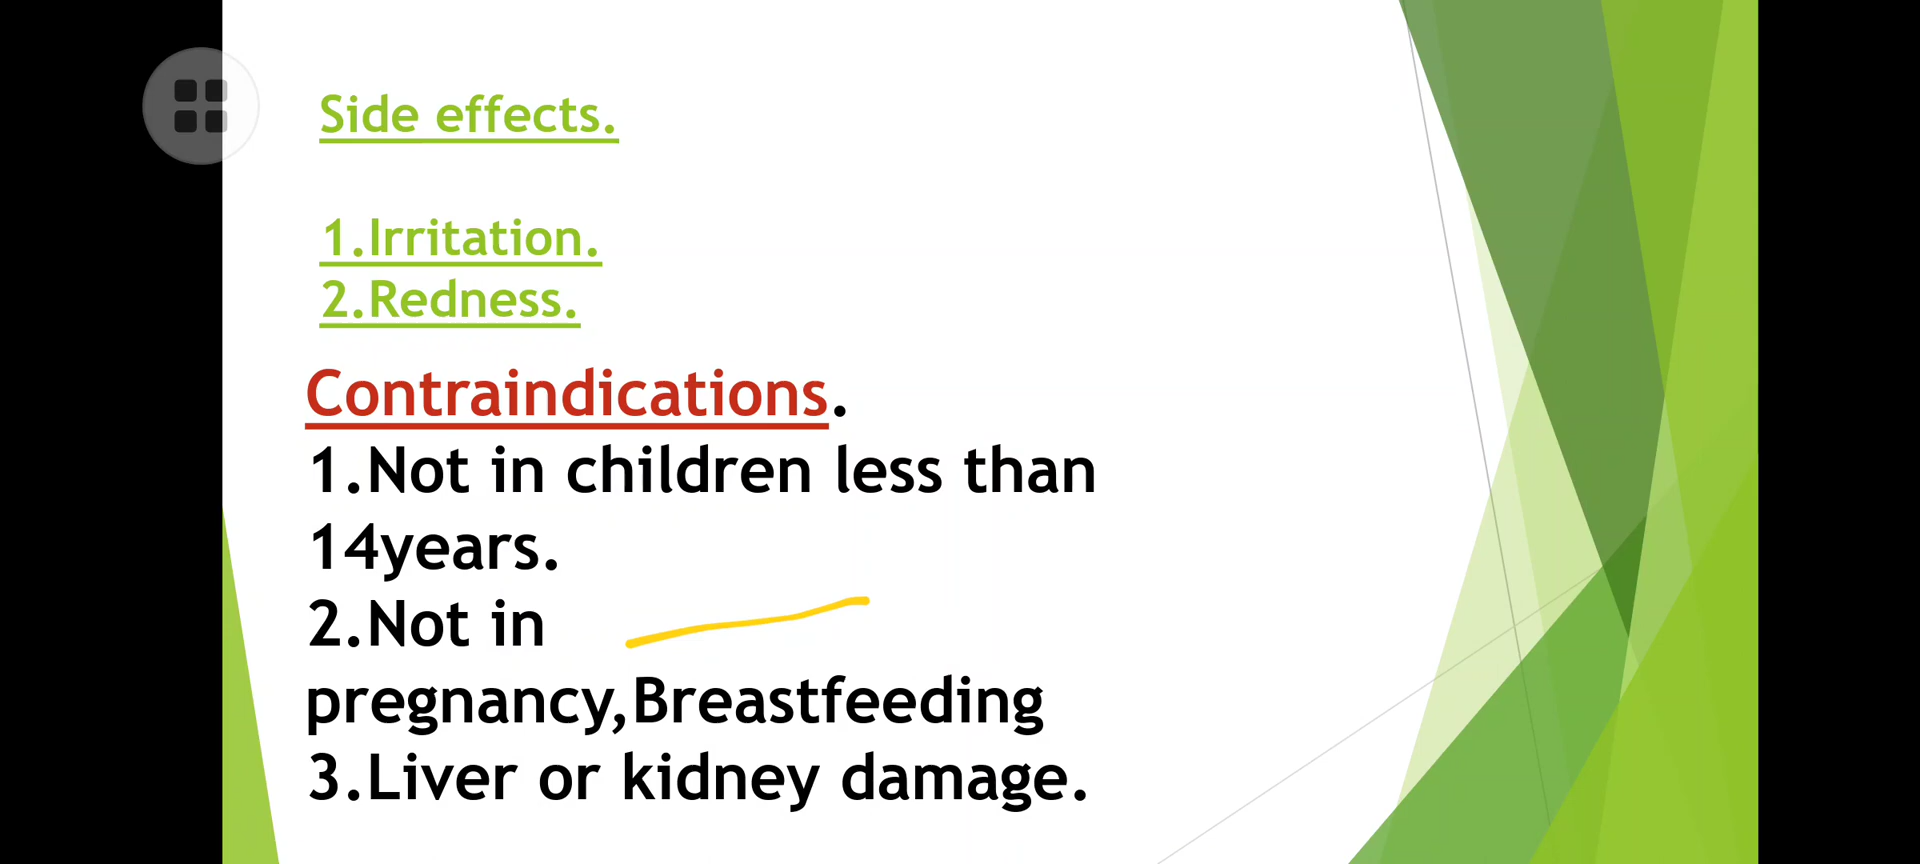 Side effects.
1.Irritation.
2.Redness.
Contraindications.
1.Not in children less than
14years.
2.Not in
pregnancy,Breastfeeding
3.Liver or kidney damage.